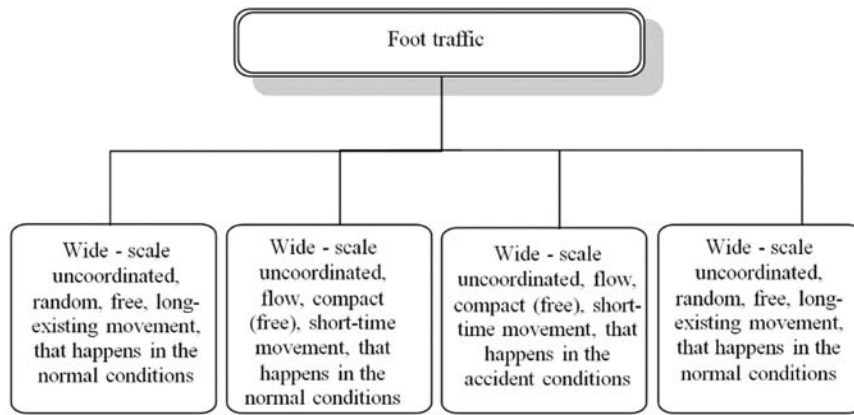 Foot traffic
Wide - scale
uncoordinated,
random, free, long-
existing movement,
that happens in the
normal conditions
Wide - scale
uncoordinated,
flow, compact
(free), short-time
movement, that
happens in the
normal conditions
Wide - scale
uncoordinated, flow,
compact (free), short-
time movement, that
happens in the
accident conditions
Wide - scale
uncoordinated,
random, free, long-
existing movement,
that happens in the
normal conditions